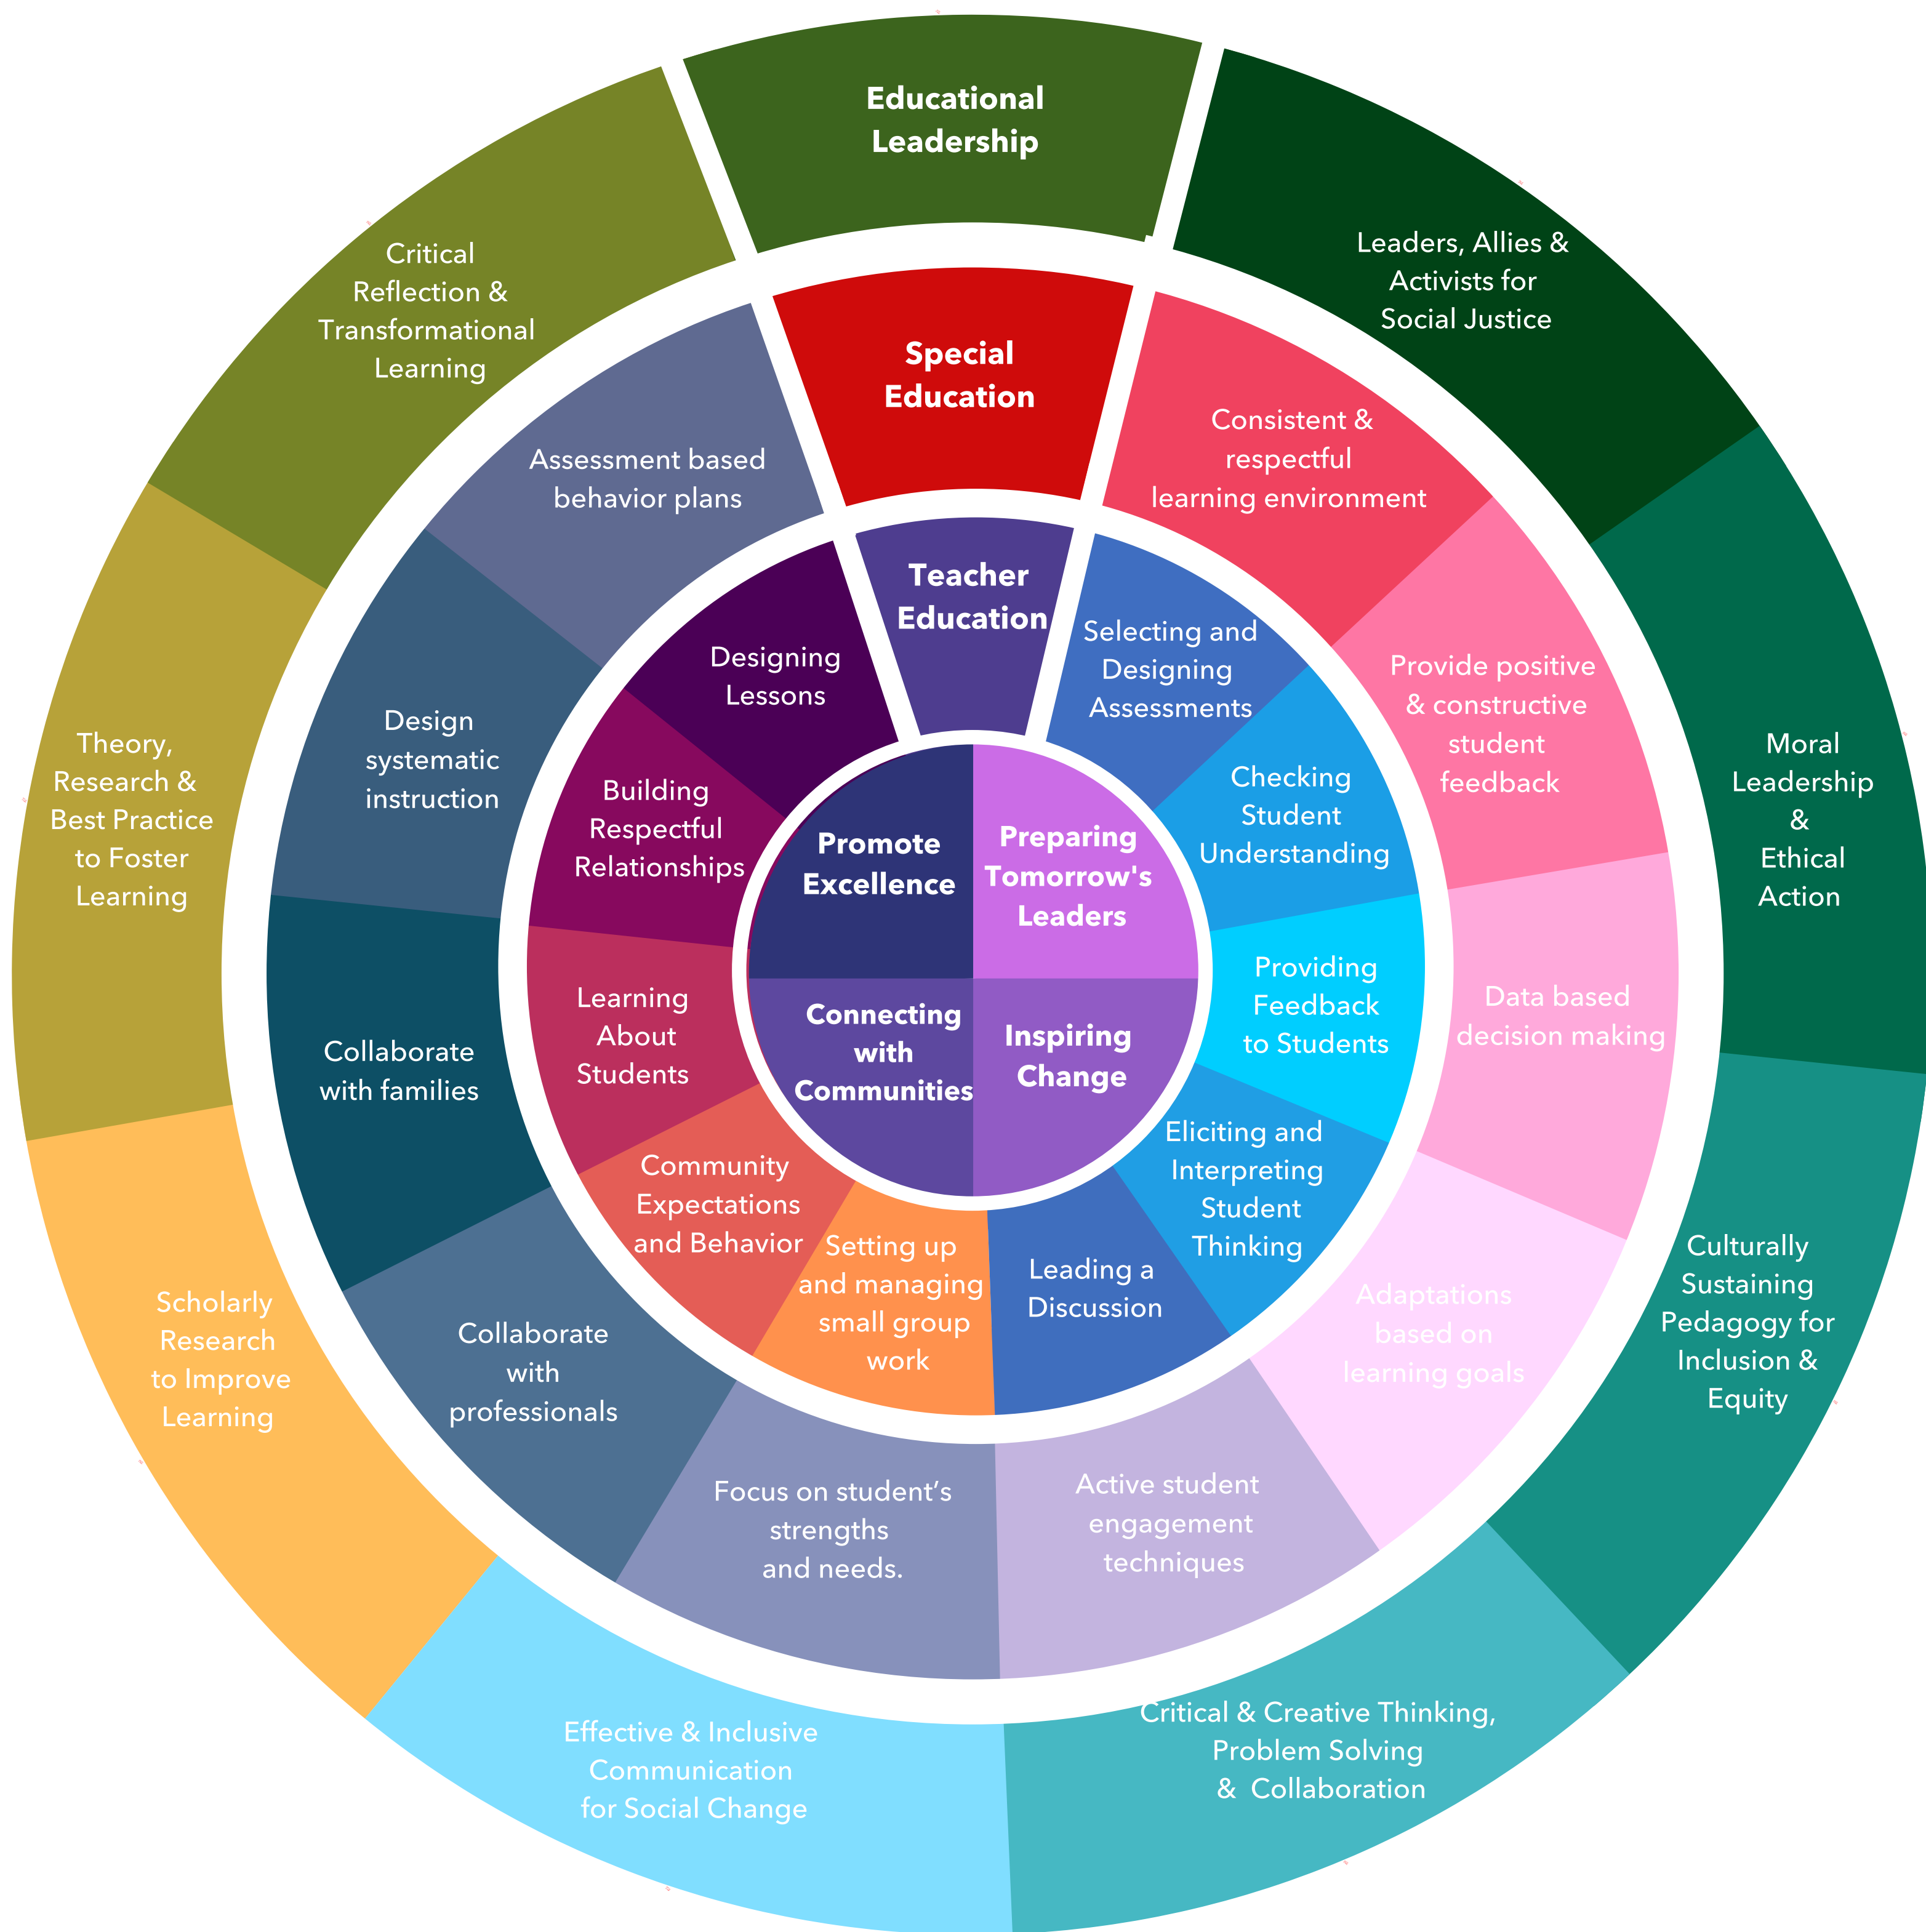 Educational
Leadership
Leaders, Allies &
Activists for
Social Justice
Moral
Leadership
&
Ethical
Action
Culturally
Sustaining
Pedagogy for
Inclusion &
Equity
Critical & Creative Thinking,
Problem Solving
& Collaboration
Effective & Inclusive
Communication
for Social Change
Scholarly
Research
to Improve
Learning
Theory,
Research &
Best Practice
to Foster
Learning
Critical
Reflection &
Transformational
Learning
Special
Education
Consistent &
respectful
learning environment
Provide positive
& constructive
student
feedback
Data based
decision making
Adaptations
based on
learning goals
Active student
engagement
techniques
Focus on student’s
strengths
and needs.
Collaborate
with
professionals
Collaborate
with families
Design
systematic
instruction
Assessment based
behavior plans
Teacher
Education
Selecting and
Designing
Assessments
Checking
Student
Understanding
Providing
Feedback
to Students
Eliciting and
Interpreting
Student
Thinking
Leading a
Discussion
Setting up
and managing
small group
work
Community
Expectations
and Behavior
Learning
About
Students
Building
Respectful
Relationships
Designing
Lessons
Promote
Excellence
Preparing
Tomorrow's
Leaders
Connecting
with
Communities
Inspiring
Change